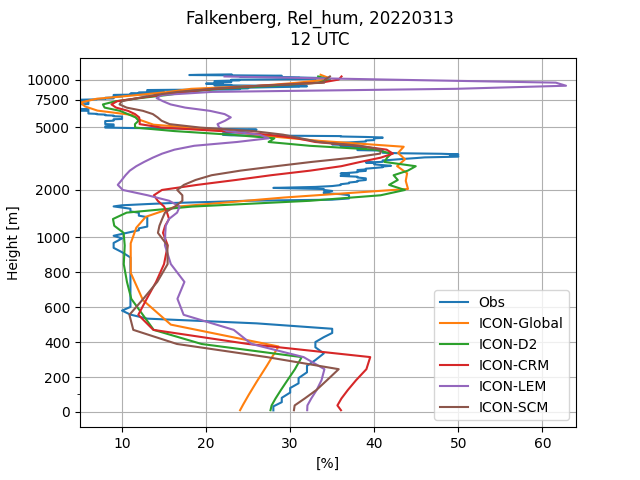 Falkenberg, Rel_hum, 20220313
12 UTC
Height [m]
10000
7500
5000
2000
1000
800
600
400
200
0
10
20
30
40
50
60
[%]
Obs
ICON-Global
ICON-D2
ICON-CRM
ICON-LEM
ICON-SCM